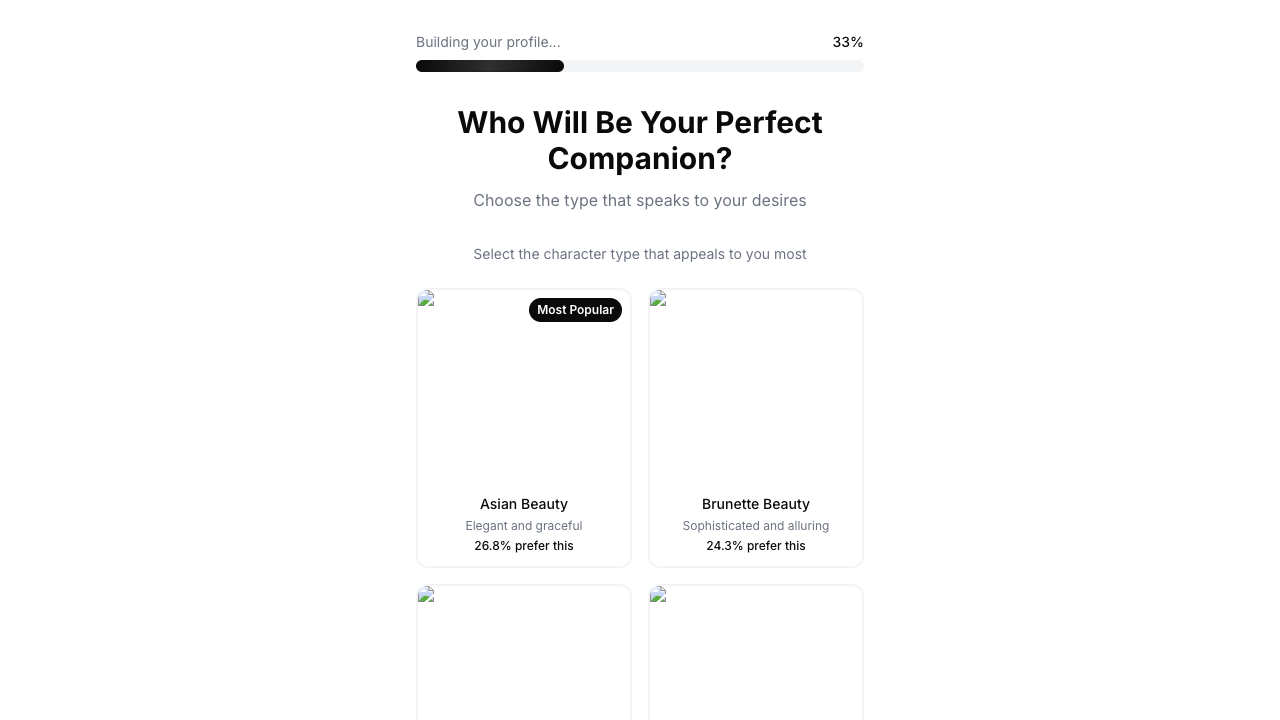 Building your profile...
33%
Who Will Be Your Perfect
Companion?
Choose the type that speaks to your desires
Select the character type that appeals to you most
Most Popular
Asian Beauty
Elegant and graceful
26.8% prefer this
Brunette Beauty
Sophisticated and alluring
24.3% prefer this